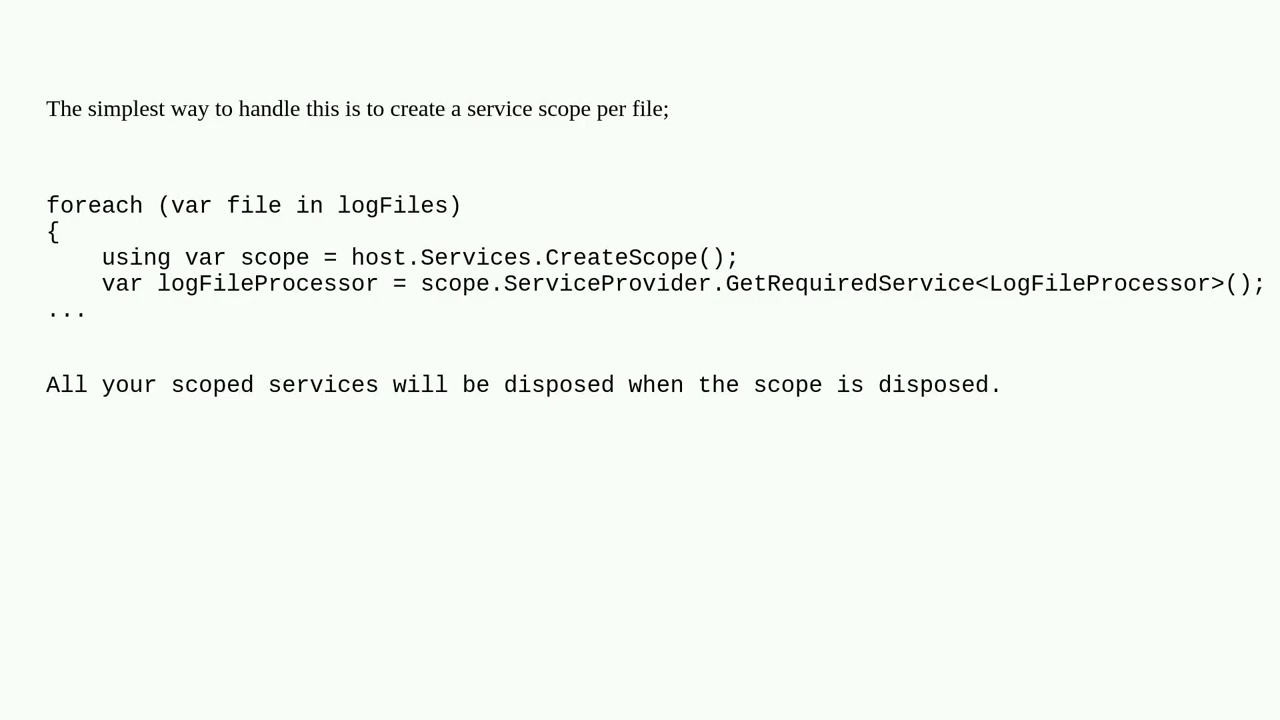 The simplest way to handle this is to create a service scope per file;
foreach (var file in logFiles)
{
    using var scope = host.Services.CreateScope();
    var logFileProcessor = scope.ServiceProvider.GetRequiredService<LogFileProcessor>();
...
All your scoped services will be disposed when the scope is disposed.